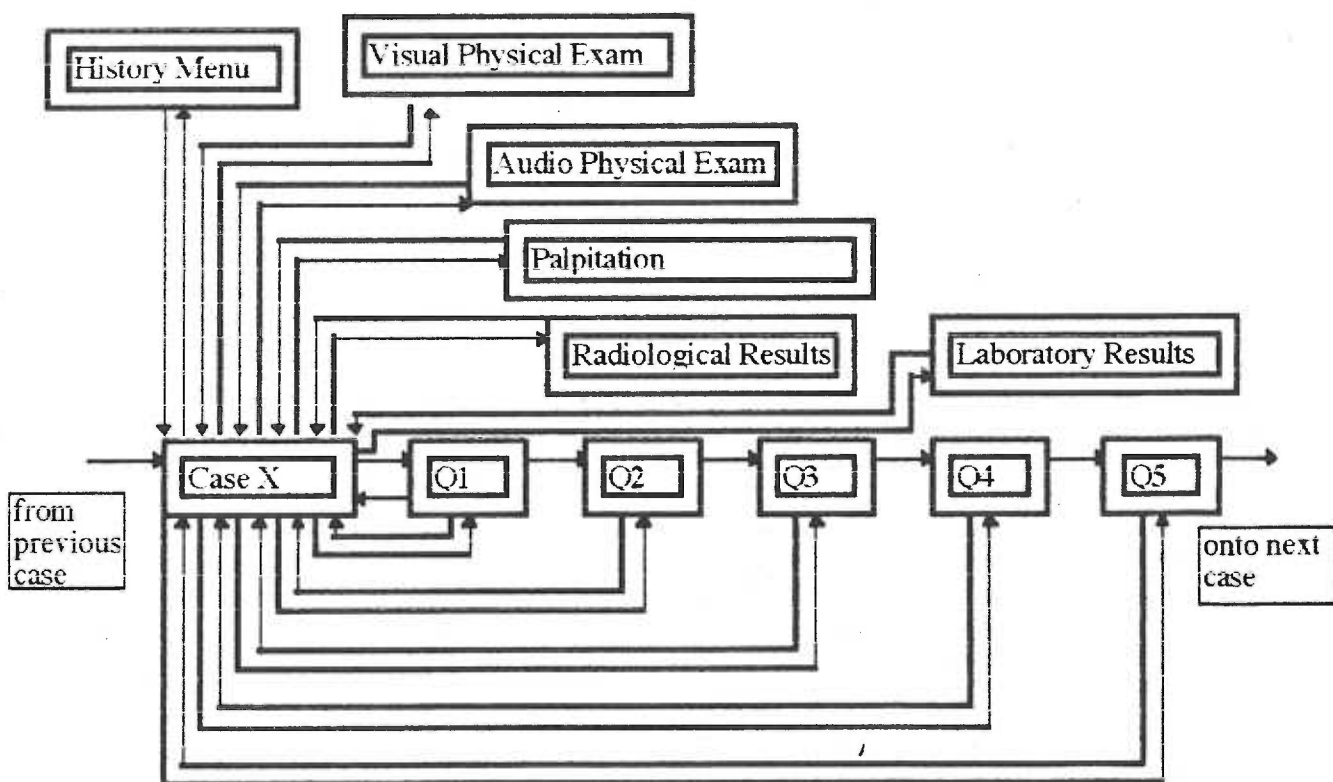 History Menu
Visual Physical Exam
Audio Physical Exam
Palpitation
Radiological Results
Laboratory Results
Case X
Q1
Q2
Q3
Q4
Q5
from
previous
case
onto next
case